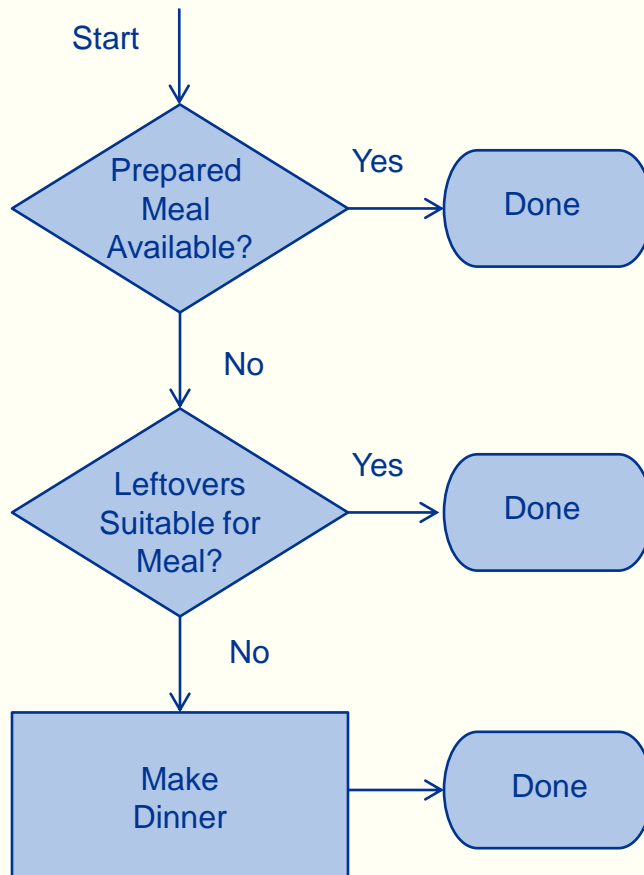 Start
Prepared
Meal
Available?
Yes
Done
No
Leftovers
Suitable for
Meal?
Yes
Done
No
Make
Dinner
Done